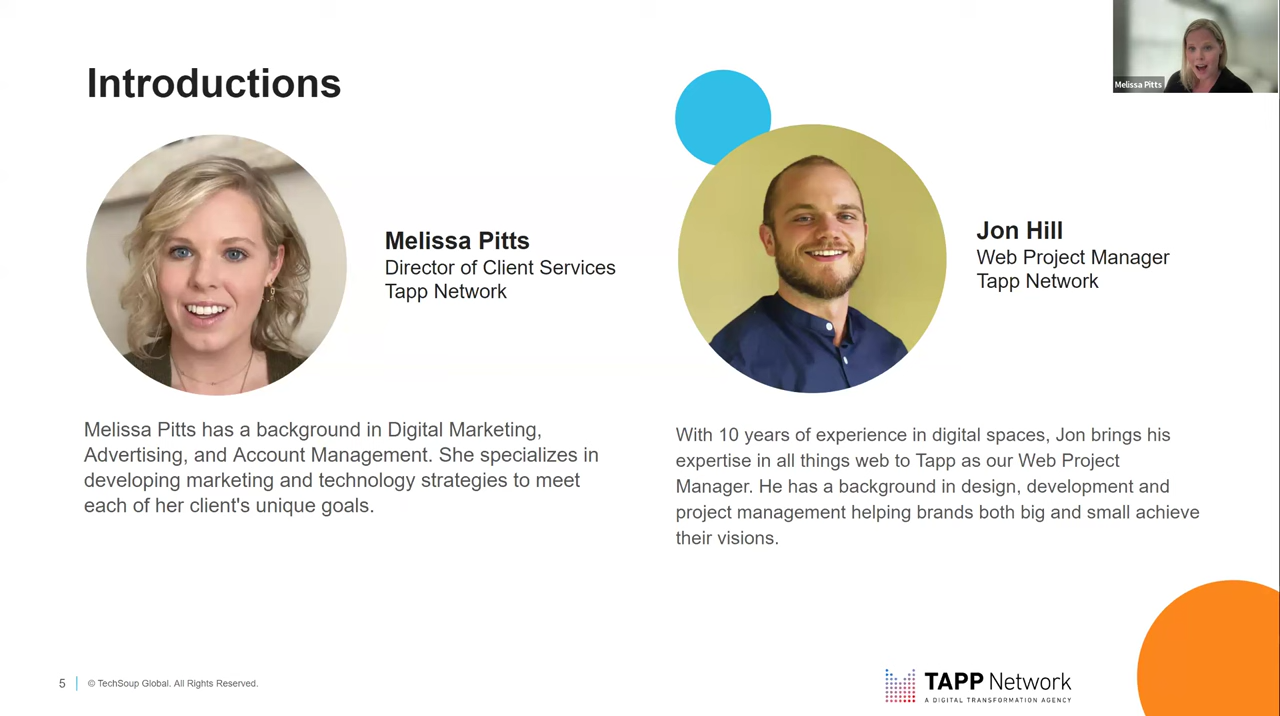 Introductions
Melissa Pitts
Melissa Pitts
Director of Client Services
Tapp Network
Jon Hill
Web Project Manager
Tapp Network
Melissa Pitts has a background in Digital Marketing,
Advertising, and Account Management. She specializes in
developing marketing and technology strategies to meet
each of her client's unique goals.
With 10 years of experience in digital spaces, Jon brings his
expertise in all things web to Tapp as our Web Project
Manager. He has a background in design, development and
project management helping brands both big and small achieve
their visions.
5
© TechSoup Global. All Rights Reserved.
TAPP Network
A DIGITAL TRANSFORMATION AGENCY